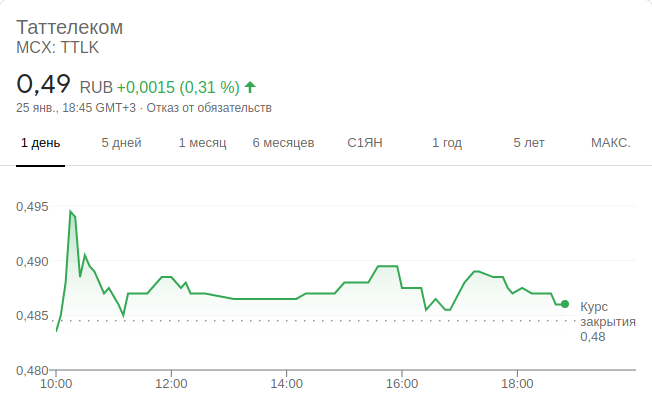 Таттелеком
MCX: TTLK
0,49 RUB +0,0015 (0,31 %)
25 янв., 18:45 GMT+3 · Отказ от обязательств
1 день 5 дней 1 месяц 6 месяцев С1ЯН 1 год 5 лет МАКС.
0,495
0,490
0,485
Курс
закрытия
0,48
0,480
10:00 12:00 14:00 16:00 18:00